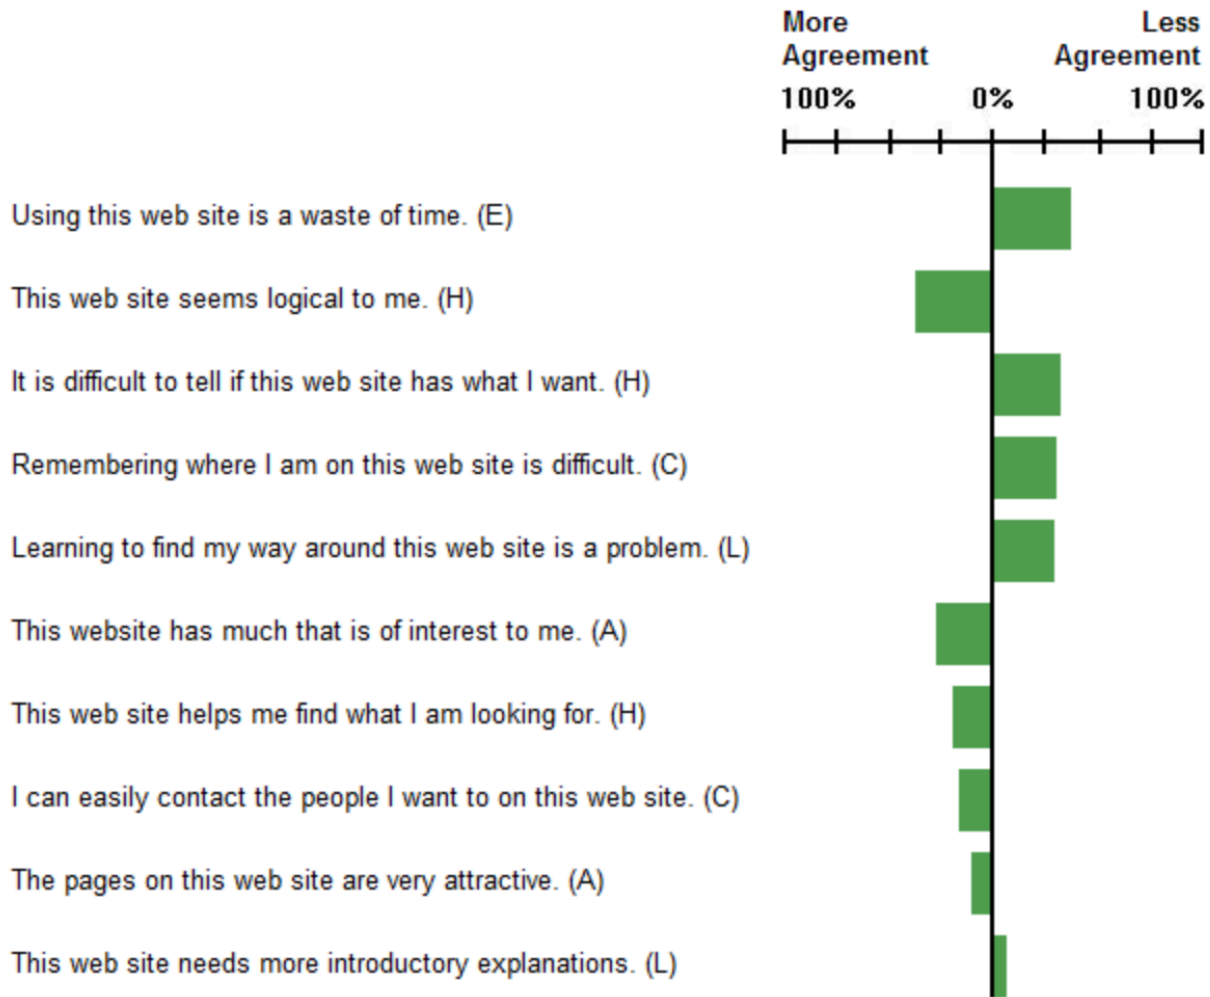 More Less
Agreement Agreement
100% 0% 100%
Using this web site is a waste of time. (E)
This web site seems logical to me. (H)
It is difficult to tell if this web site has what I want. (H)
Remembering where I am on this web site is difficult. (C)
Learning to find my way around this web site is a problem. (L)
This website has much that is of interest to me. (A)
This web site helps me find what I am looking for. (H)
I can easily contact the people I want to on this web site. (C)
The pages on this web site are very attractive. (A)
This web site needs more introductory explanations. (L)